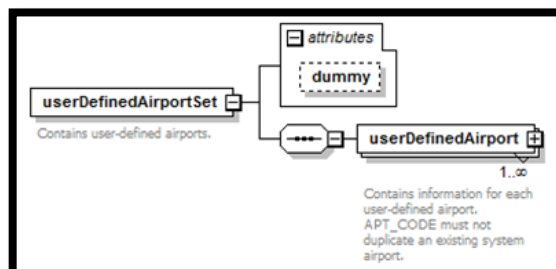 attributes
dummy
userDefinedAirportSet
Contains user-defined airports.
userDefinedAirport
1..∞
Contains information for each
user-defined airport.
APT_CODE must not
duplicate an existing system
airport.